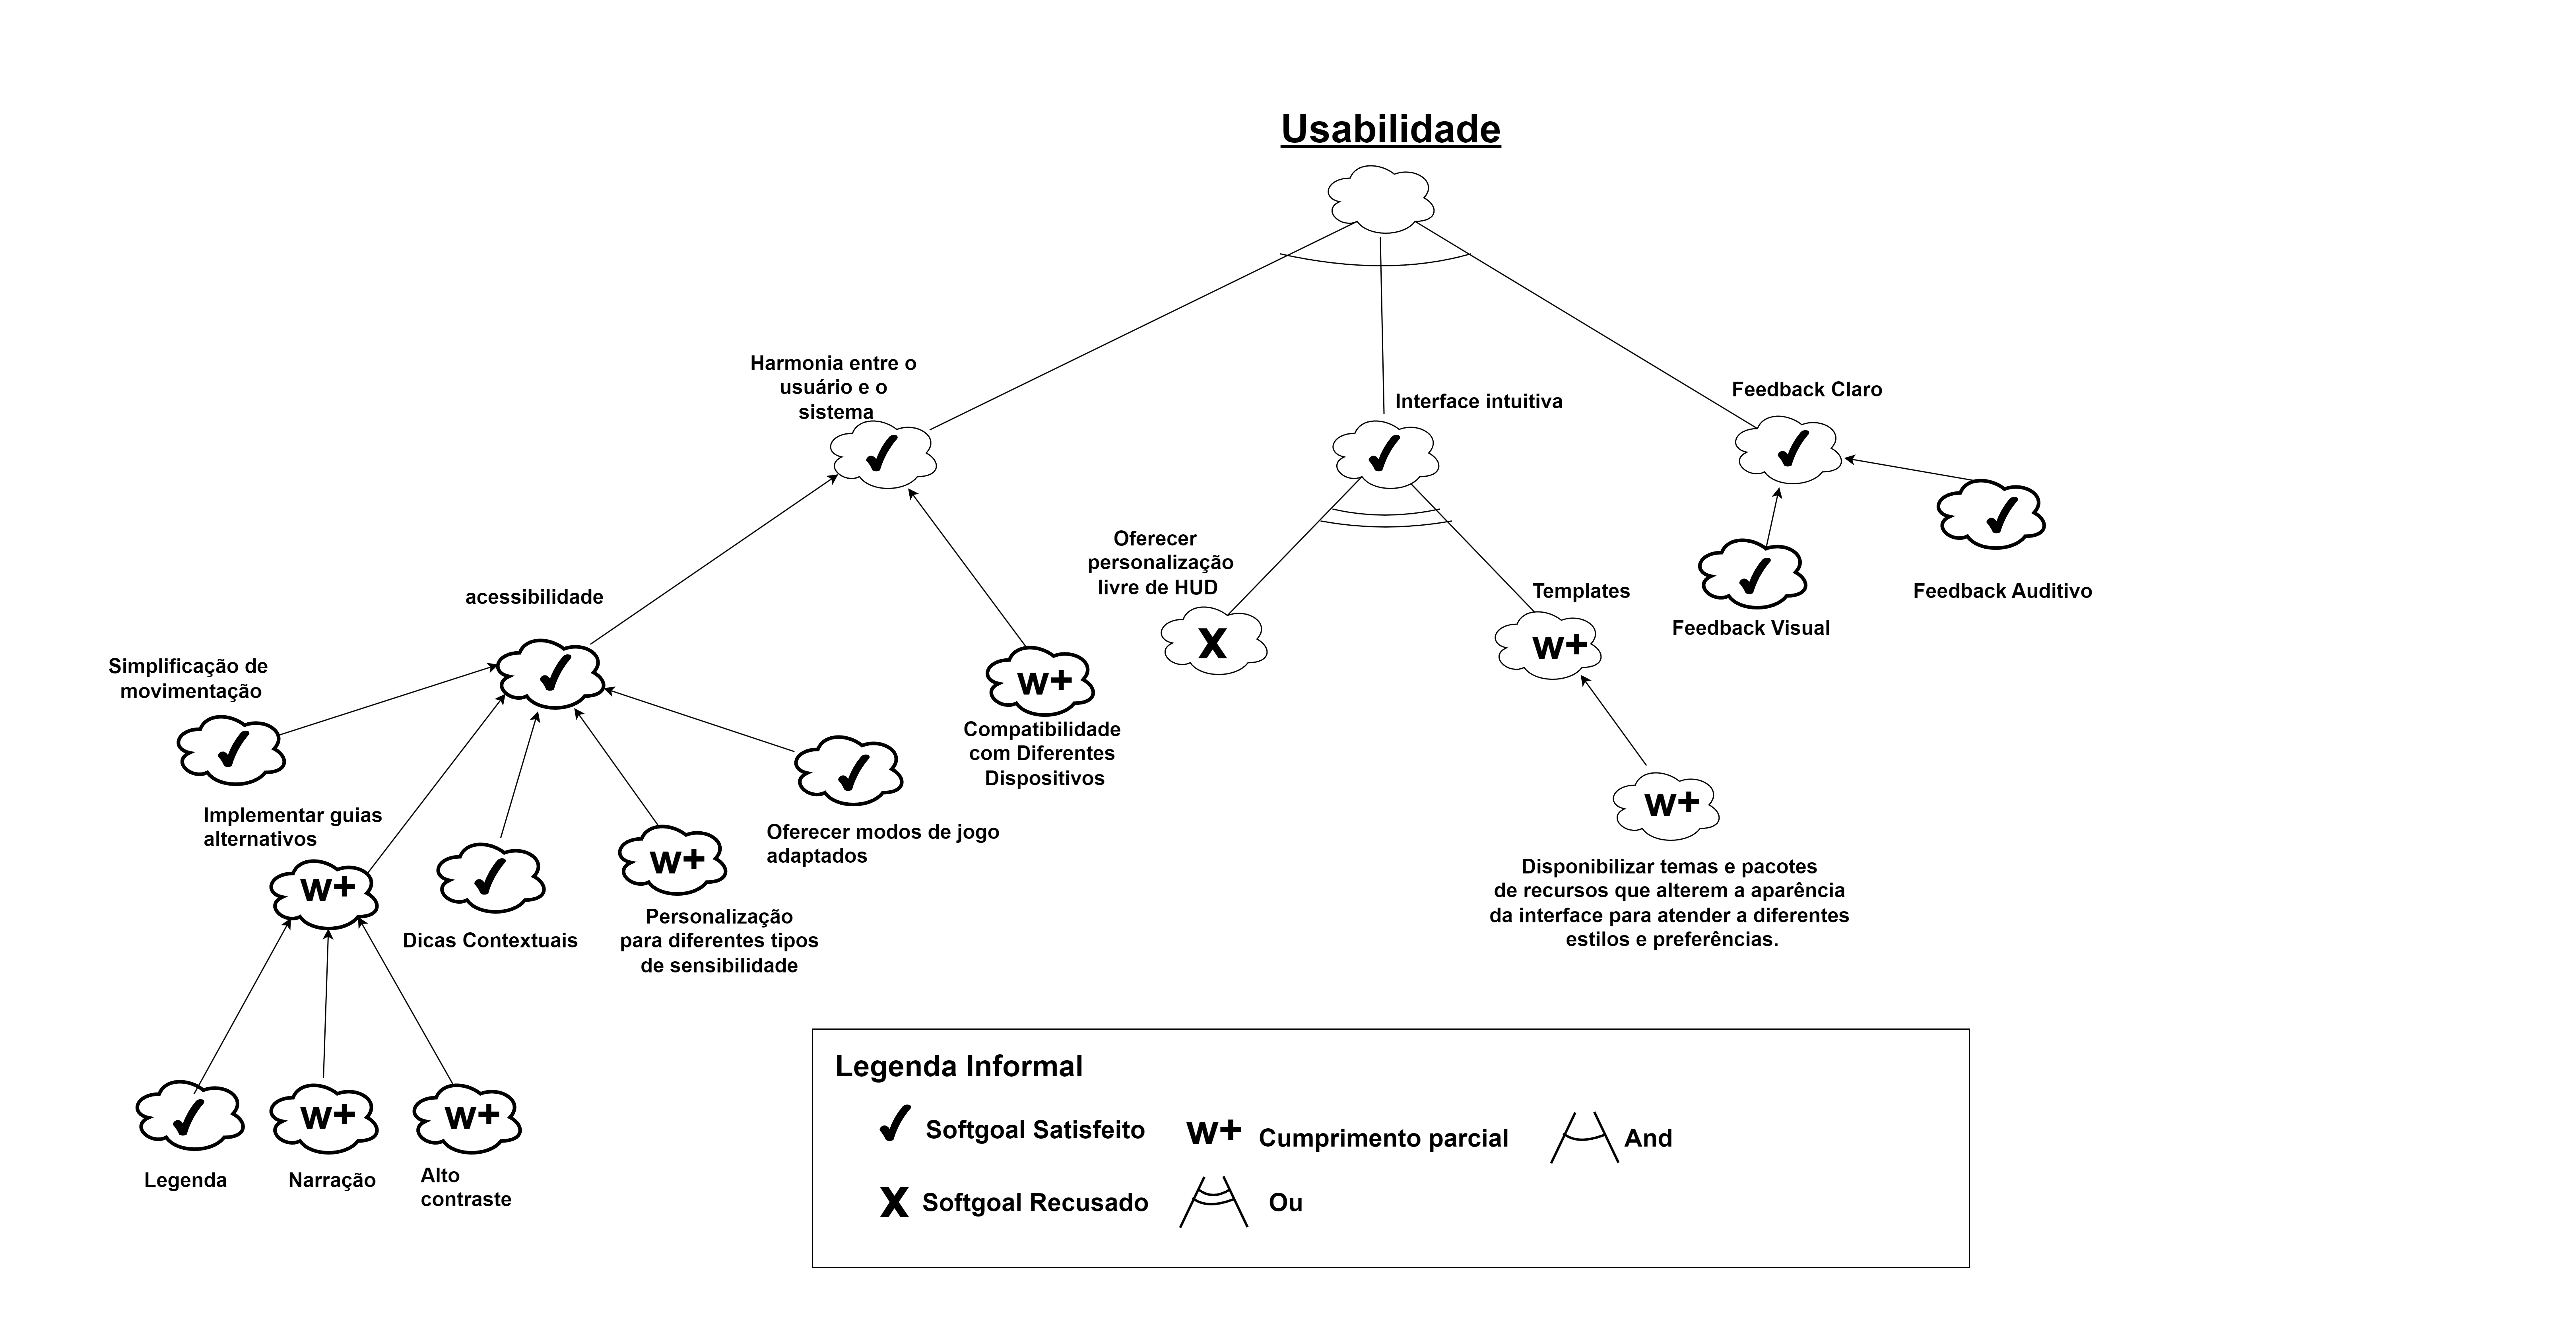 Usabilidade
Harmonia entre o
usuário e o
sistema
Interface intuitiva
Feedback Claro
Oferecer
personalização
livre de HUD
Templates
w+
X
Feedback Visual
Feedback Auditivo
acessibilidade
Simplificação de
movimentação
w+
Compatibilidade
com Diferentes
Dispositivos
Implementar guias
alternativos
w+
Dicas Contextuais
w+
Personalização
para diferentes tipos
de sensibilidade
Oferecer modos de jogo
adaptados
w+
Disponibilizar temas e pacotes
de recursos que alterem a aparência
da interface para atender a diferentes
estilos e preferências.
w+
w+
Legenda
Narração
Alto
contraste
Legenda Informal
Softgoal Satisfeito
w+ Cumprimento parcial
And
X Softgoal Recusado
Ou